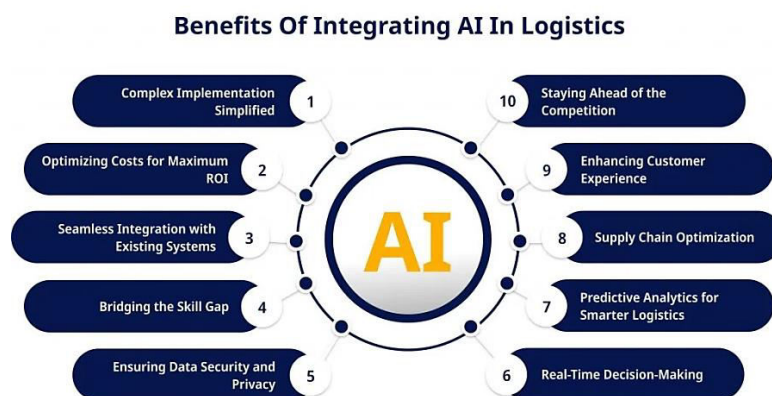 Benefits Of Integrating AI In Logistics
Complex Implementation
Simplified
1
Optimizing Costs for Maximum
ROI
2
Seamless Integration with
Existing Systems
3
Bridging the Skill Gap
4
Ensuring Data Security and
Privacy
5
AI
10
Staying Ahead of the
Competition
9
Enhancing Customer
Experience
8
Supply Chain Optimization
7
Predictive Analytics for
Smarter Logistics
6
Real-Time Decision-Making